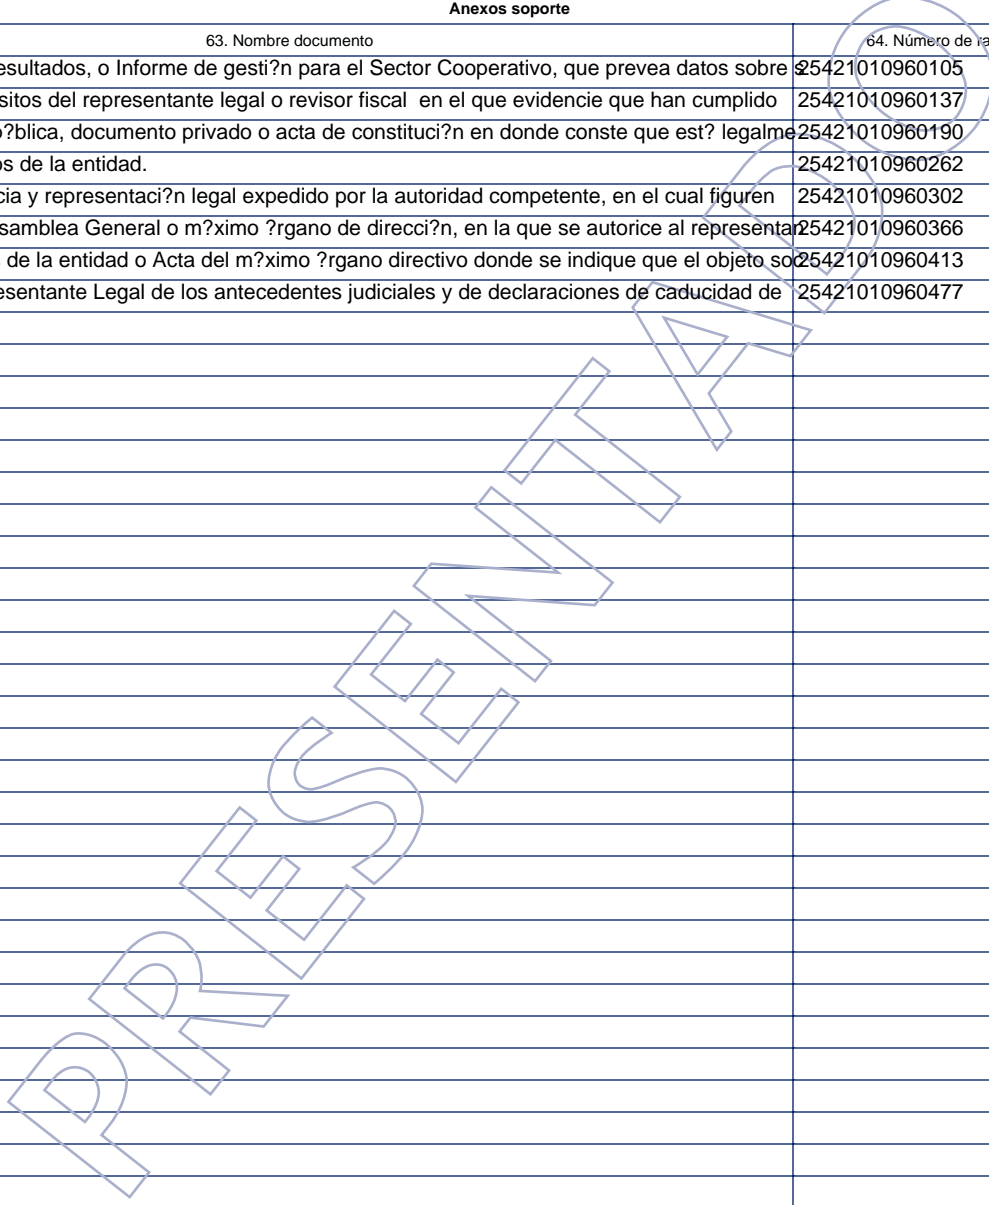 Anexos soporte
63. Nombre documento 64. Número de ra
esultados, o Informe de gesti?n para el Sector Cooperativo, que prevea datos sobre s 25421010960105
sitos del representante legal o revisor fiscal en el que evidencie que han cumplido 25421010960137
?blica, documento privado o acta de constituci?n en donde conste que est? legalme 25421010960190
os de la entidad. 25421010960262
cia y representaci?n legal expedido por la autoridad competente, en el cual figuren 25421010960302
samblea General o m?ximo ?rgano de direcci?n, en la que se autorice al representan 25421010960366
de la entidad o Acta del m?ximo ?rgano directivo donde se indique que el objeto soc 25421010960413
esentante Legal de los antecedentes judiciales y de declaraciones de caducidad de 25421010960477
PRESENTADO